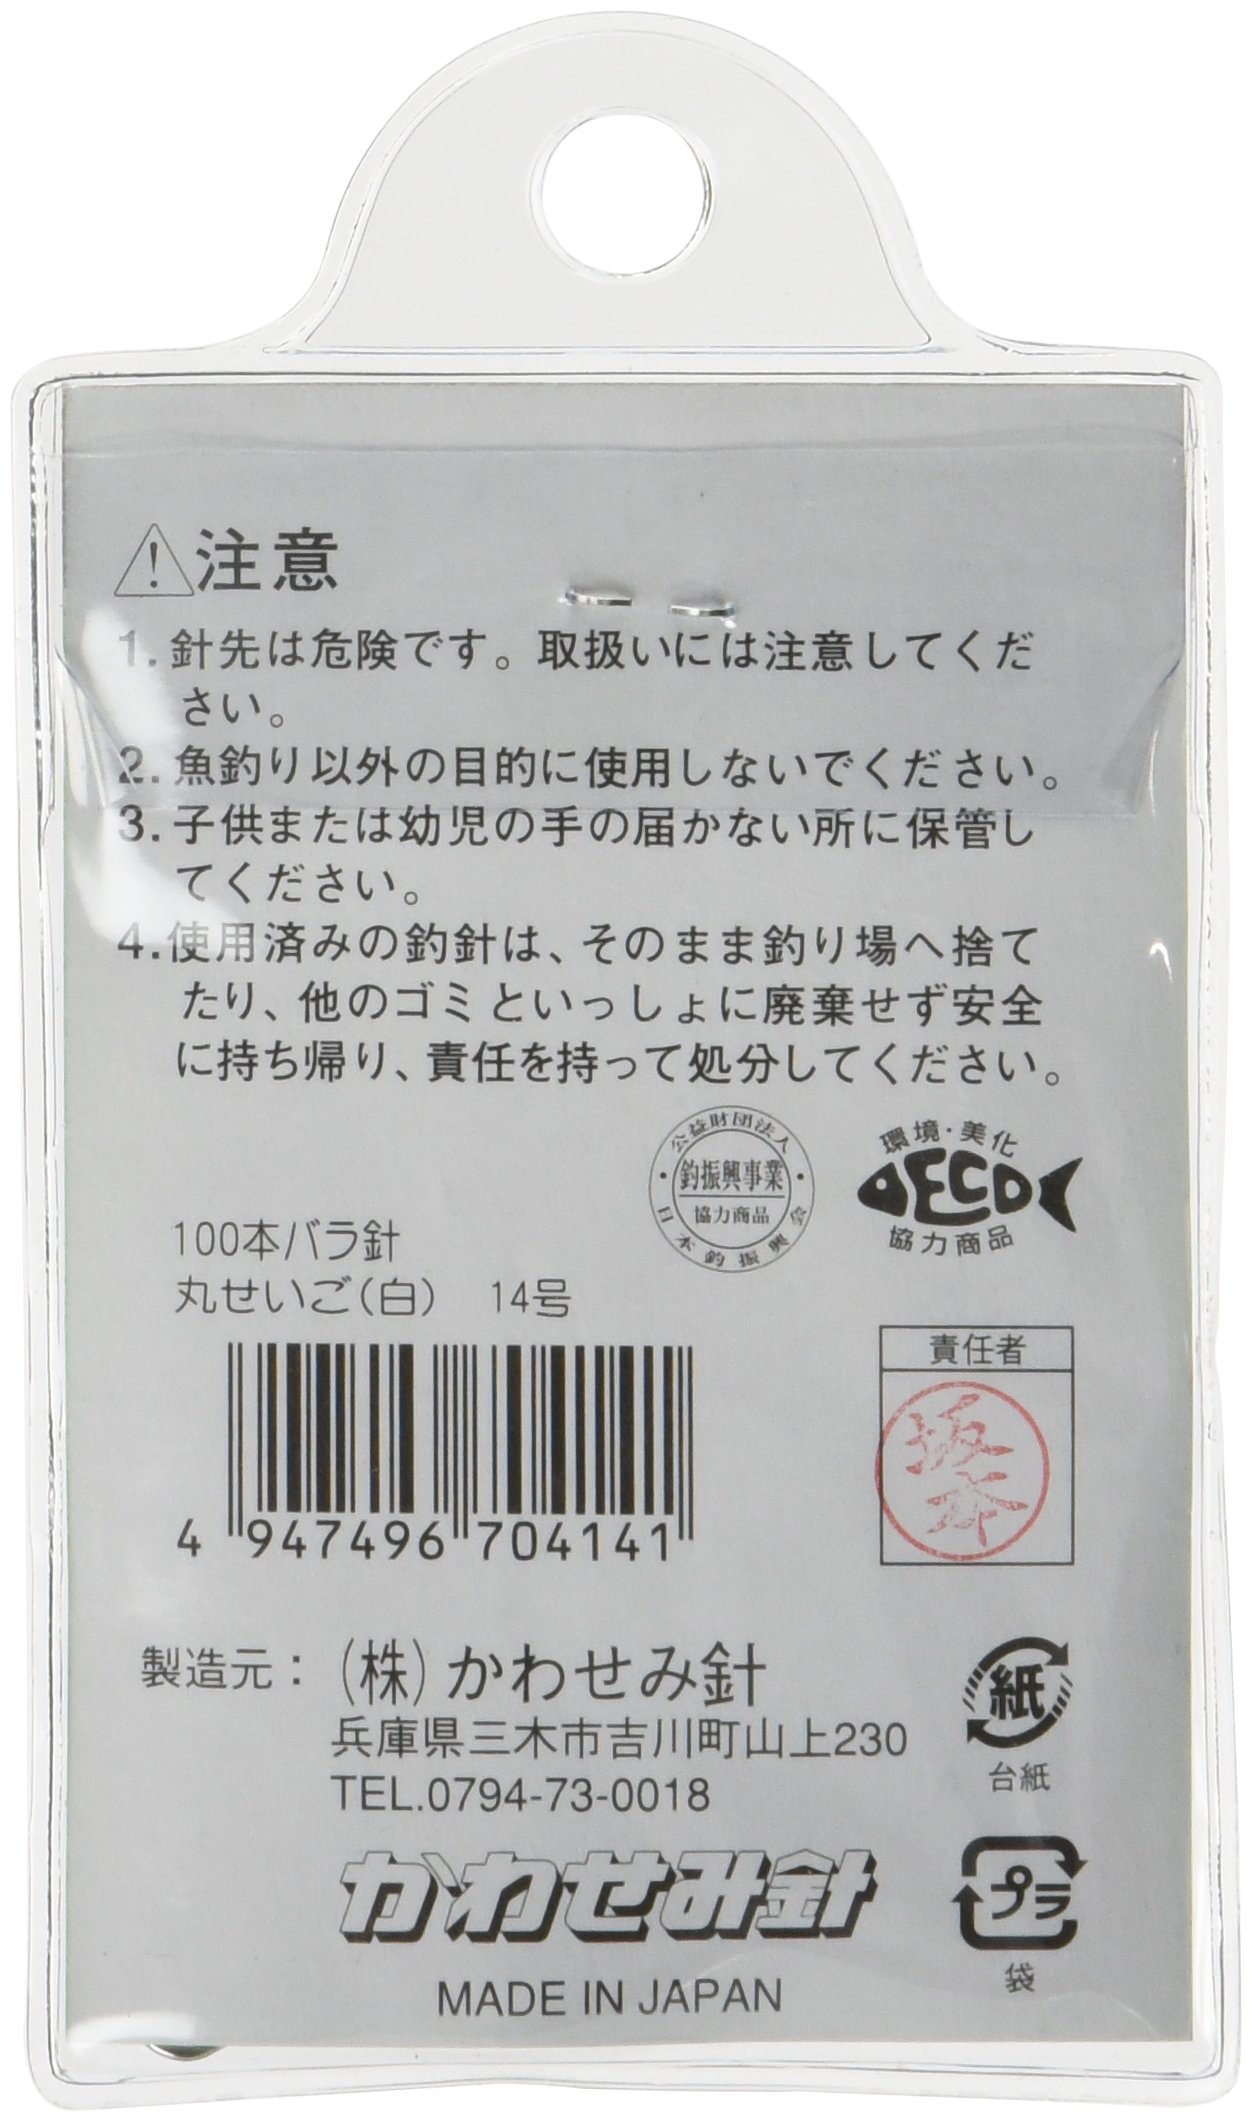 注意
1. 針先は危険です。取扱いには注意してくだ
さい。
2. 魚釣り以外の目的に使用しないでください。
3. 子供または幼児の手の届かない所に保管し
てください。
4. 使用済みの釣針は、そのまま釣り場へ捨て
たり、他のゴミといっしょに廃棄せず安全
に持ち帰り、責任を持って処分してください。
公益財団法人
釣振興事業
協力商品
日本釣振興会
環境・美化
ECO
協力商品
100本バラ針
丸せいご(白) 14号
4 947496 704141
責任者
坂本
製造元：(株)かわせみ針
兵庫県三木市吉川町山上230
TEL.0794-73-0018
紙
台紙
かわせみ針
プラ
袋
MADE IN JAPAN